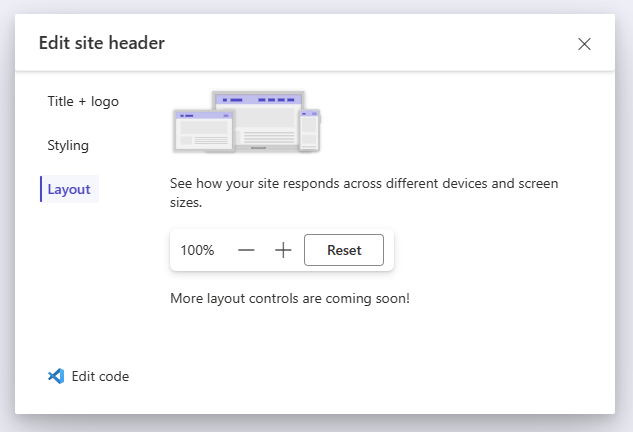 Edit site header
Title + logo
Styling
Layout
See how your site responds across different devices and screen
sizes.
100%
Reset
More layout controls are coming soon!
Edit code